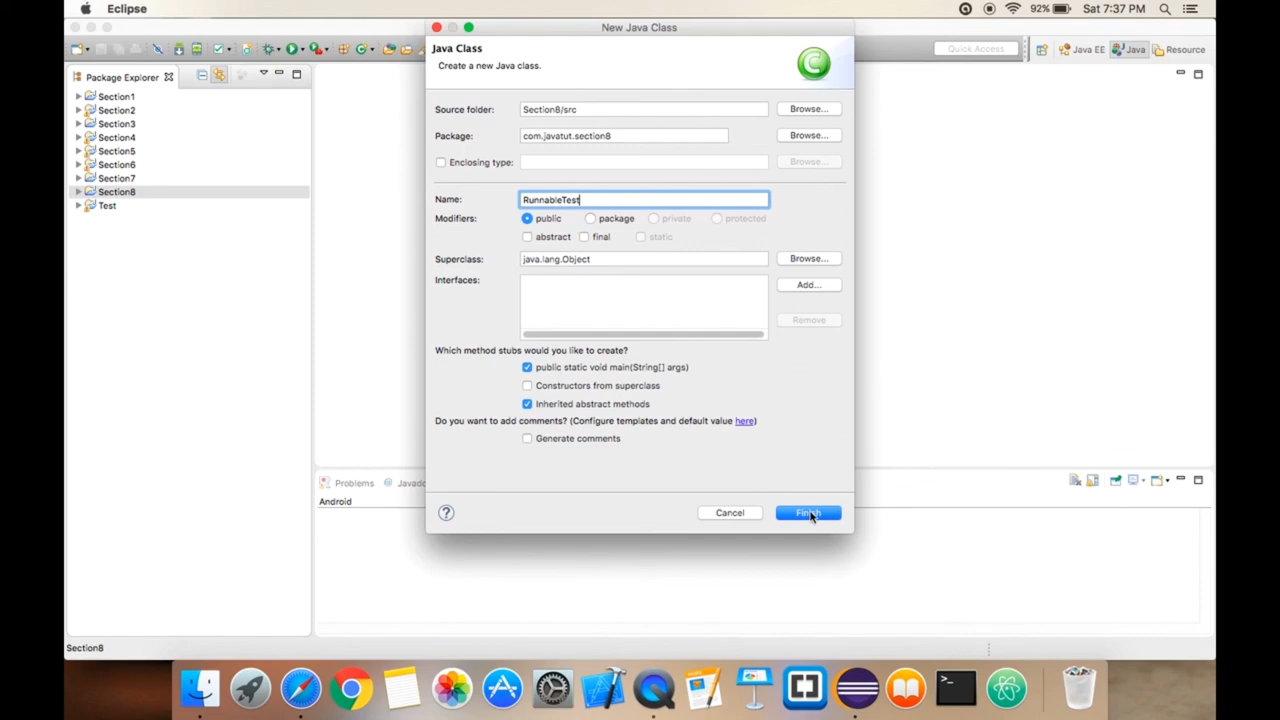 Eclipse
92%
Sat 7:37 PM
New Java Class
Java Class
Create a new Java class.
Quick Access
Java EE
Java
Resource
Package Explorer
Section1
Section2
Section3
Section4
Section5
Section6
Section7
Section8
Test
Source folder:
Section8/src
Browse...
Package:
com.javatut.section8
Browse...
Enclosing type:
Browse...
Name:
RunnableTest
Modifiers:
public
package
private
protected
abstract
final
static
Superclass:
java.lang.Object
Browse...
Interfaces:
Add...
Remove
Which method stubs would you like to create?
public static void main(String[] args)
Constructors from superclass
Inherited abstract methods
Do you want to add comments? (Configure templates and default value here)
Generate comments
?
Cancel
Finish
Problems
Javado
Android
Section8
>_